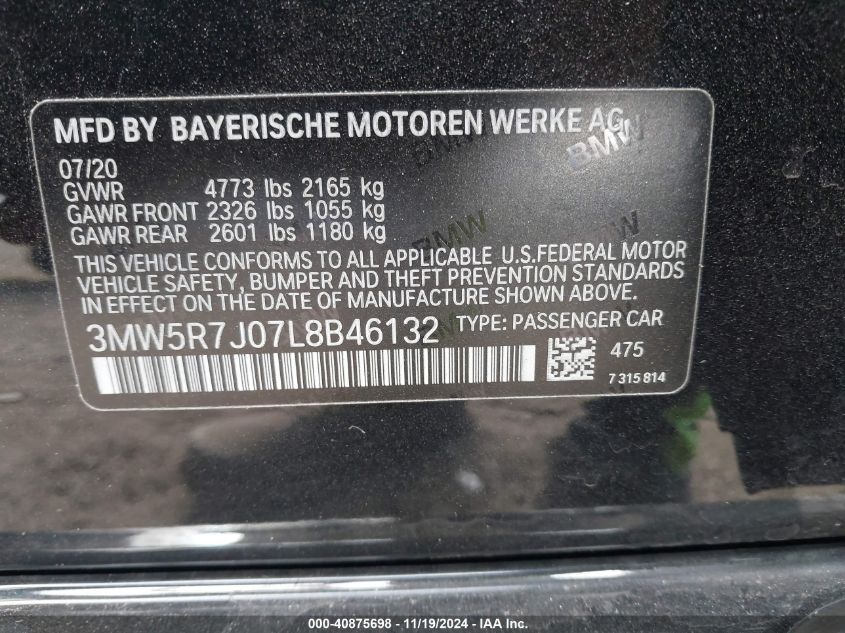 MFD BY BAYERISCHE MOTOREN WERKE AG
BMW
07/20
GVWR 4773 lbs 2165 kg
GAWR FRONT 2326 lbs 1055 kg
GAWR REAR 2601 lbs 1180 kg
BMW
THIS VEHICLE CONFORMS TO ALL APPLICABLE U.S.FEDERAL MOTOR
VEHICLE SAFETY, BUMPER AND THEFT PREVENTION STANDARDS
IN EFFECT ON THE DATE OF MANUFACTURE SHOWN ABOVE.
3MW5R7J07L8B46132 TYPE: PASSENGER CAR
475
7 315 814
000-40875698 - 11/19/2024 - IAA Inc.